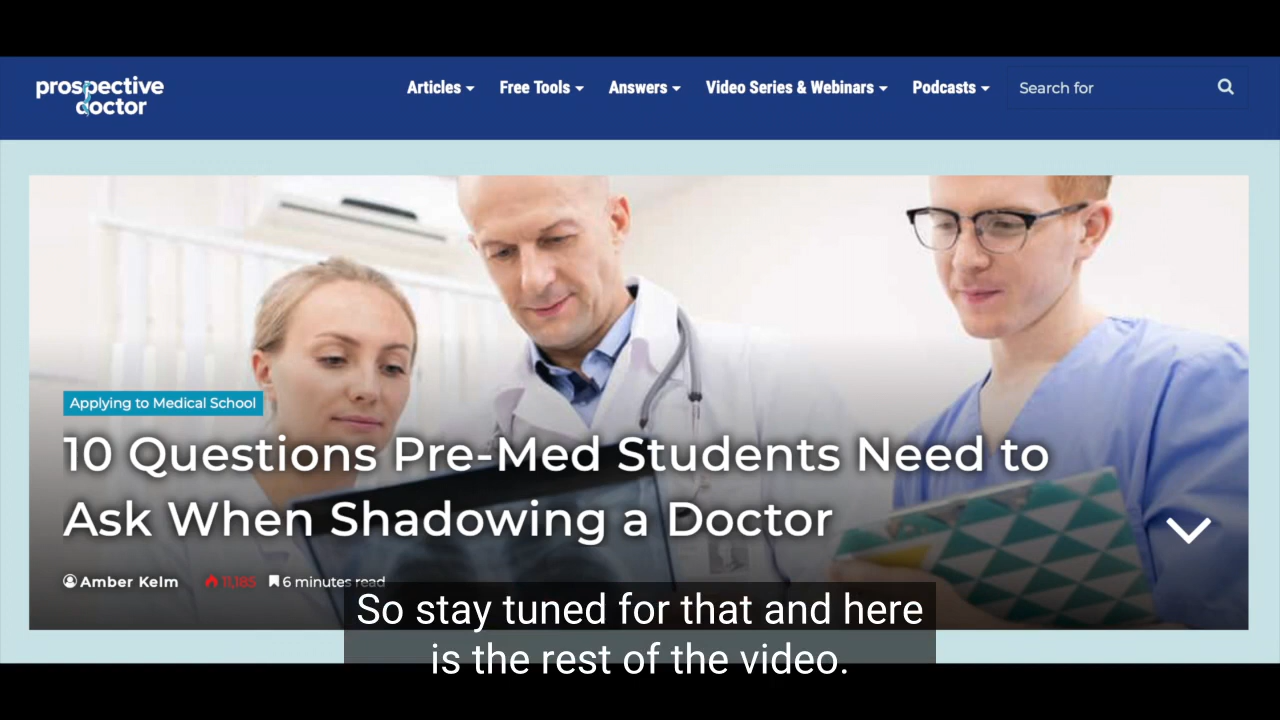 prospective
doctor
Articles
Free Tools
Answers
Video Series & Webinars
Podcasts
Search for
Applying to Medical School
10 Questions Pre-Med Students Need to
Ask When Shadowing a Doctor
Amber Kelm
11,185
6 minutes read
So stay tuned for that and here
is the rest of the video.